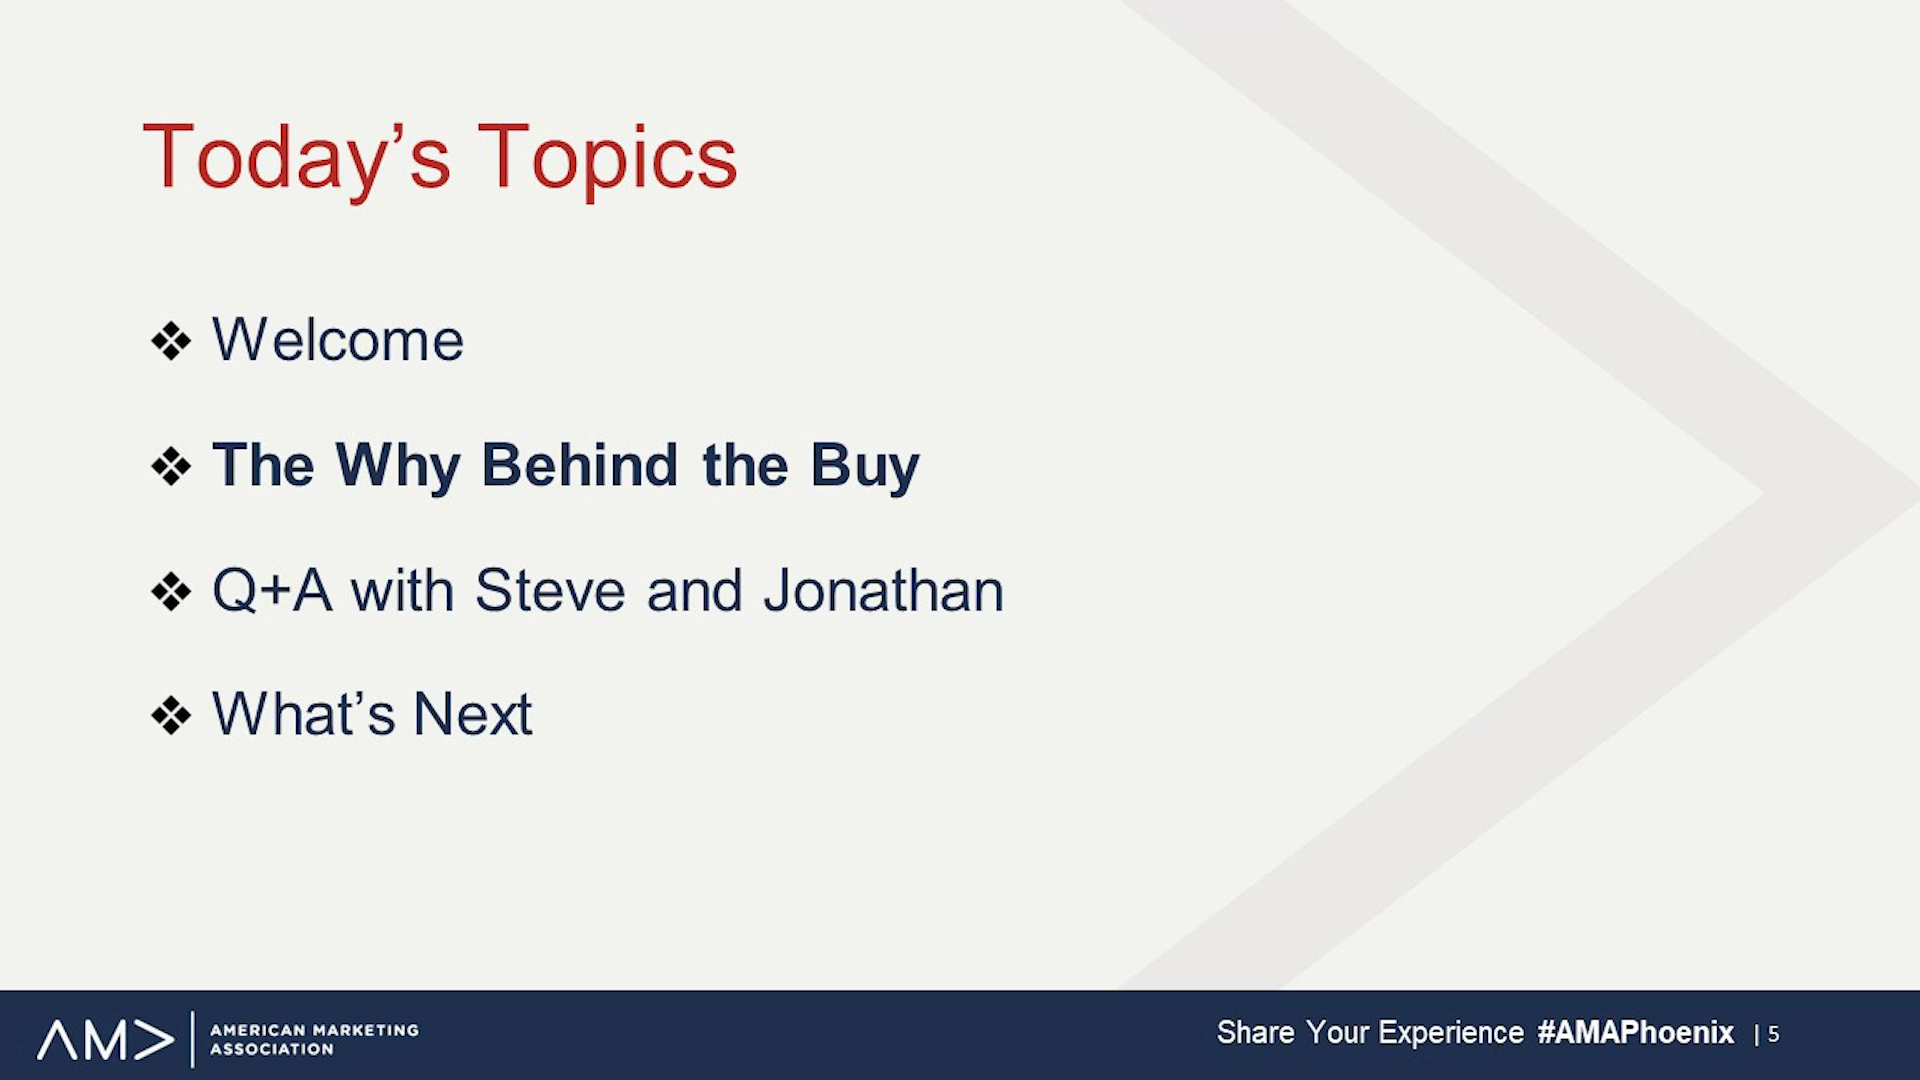 Today’s Topics
❖ Welcome
❖ The Why Behind the Buy
❖ Q+A with Steve and Jonathan
❖ What’s Next
AMA
AMERICAN MARKETING
ASSOCIATION
Share Your Experience #AMAPhoenix | 5